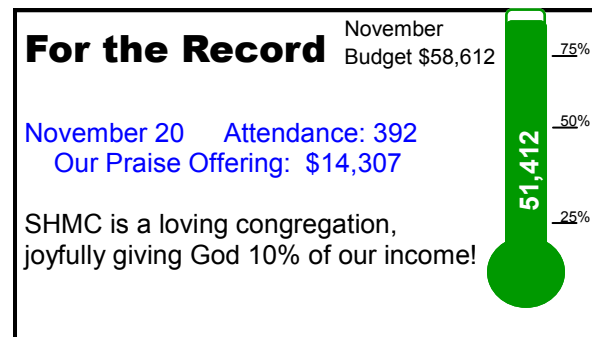 For the Record
November
Budget $58,612
November 20 Attendance: 392
Our Praise Offering: $14,307
SHMC is a loving congregation,
joyfully giving God 10% of our income!
75%
50%
25%
51,412